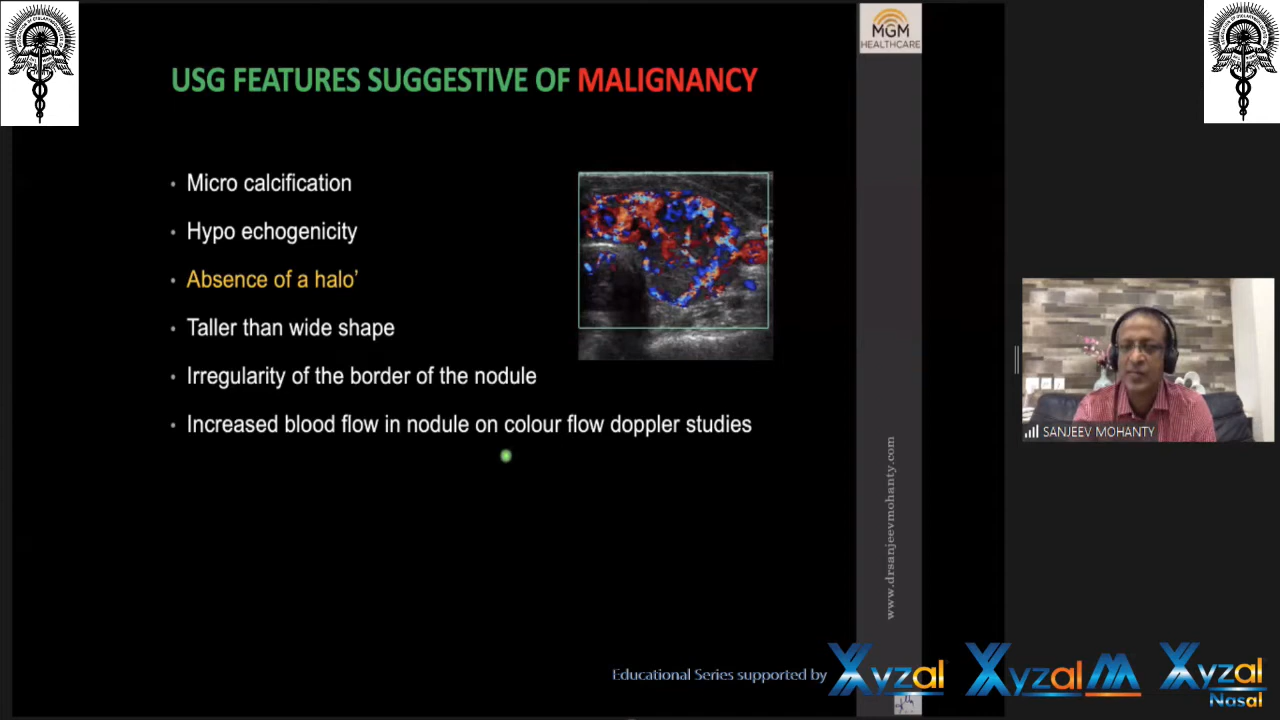 MGM
HEALTHCARE
USG FEATURES SUGGESTIVE OF MALIGNANCY
• Micro calcification
• Hypo echogenicity
• Absence of a halo’
• Taller than wide shape
• Irregularity of the border of the nodule
• Increased blood flow in nodule on colour flow doppler studies
SANJEEV MOHANTY
www.drsanjeevmohanty.com
Educational Series supported by
Xyzal
Xyzal M
Xyzal
Nasal